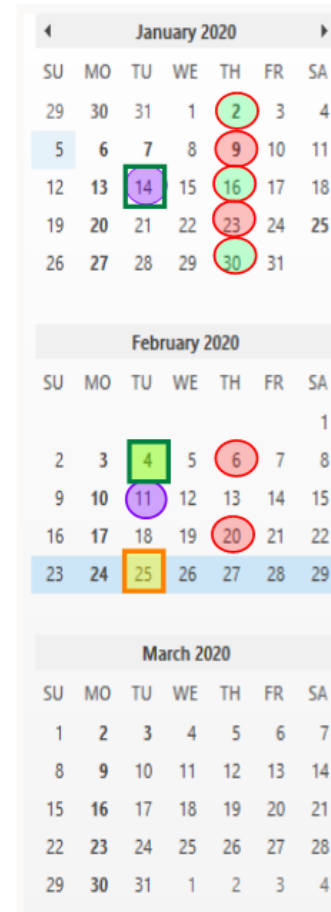 January 2020
SU MO TU WE TH FR SA
29 30 31 1 2 3 4
5 6 7 8 9 10 11
12 13 14 15 16 17 18
19 20 21 22 23 24 25
26 27 28 29 30 31
February 2020
SU MO TU WE TH FR SA
1
2 3 4 5 6 7 8
9 10 11 12 13 14 15
16 17 18 19 20 21 22
23 24 25 26 27 28 29
March 2020
SU MO TU WE TH FR SA
1 2 3 4 5 6 7
8 9 10 11 12 13 14
15 16 17 18 19 20 21
22 23 24 25 26 27 28
29 30 31 1 2 3 4